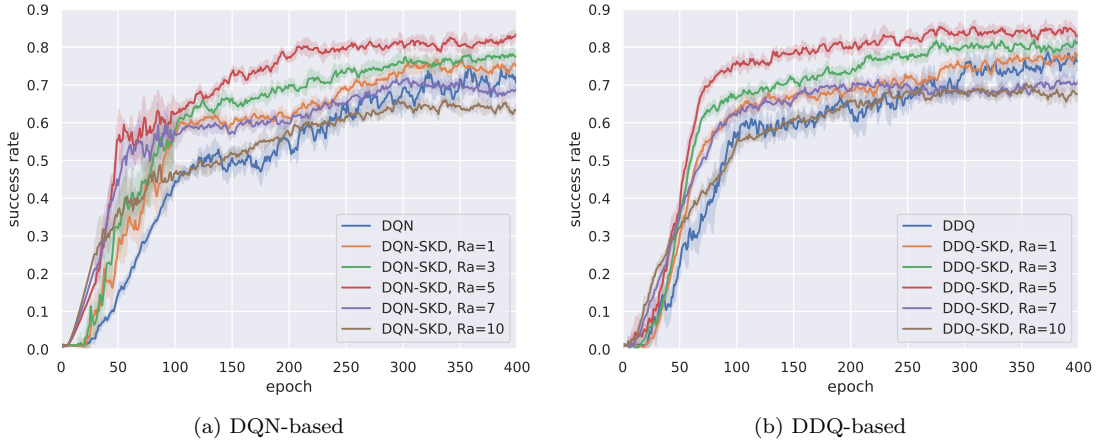 0.9
0.8
0.7
0.6
0.5
0.4
0.3
0.2
0.1
0.0
success rate
0 50 100 150 200 250 300 350 400
epoch
DQN
DQN-SKD, Ra=1
DQN-SKD, Ra=3
DQN-SKD, Ra=5
DQN-SKD, Ra=7
DQN-SKD, Ra=10
(a) DQN-based
0.9
0.8
0.7
0.6
0.5
0.4
0.3
0.2
0.1
0.0
success rate
0 50 100 150 200 250 300 350 400
epoch
DDQ
DDQ-SKD, Ra=1
DDQ-SKD, Ra=3
DDQ-SKD, Ra=5
DDQ-SKD, Ra=7
DDQ-SKD, Ra=10
(b) DDQ-based